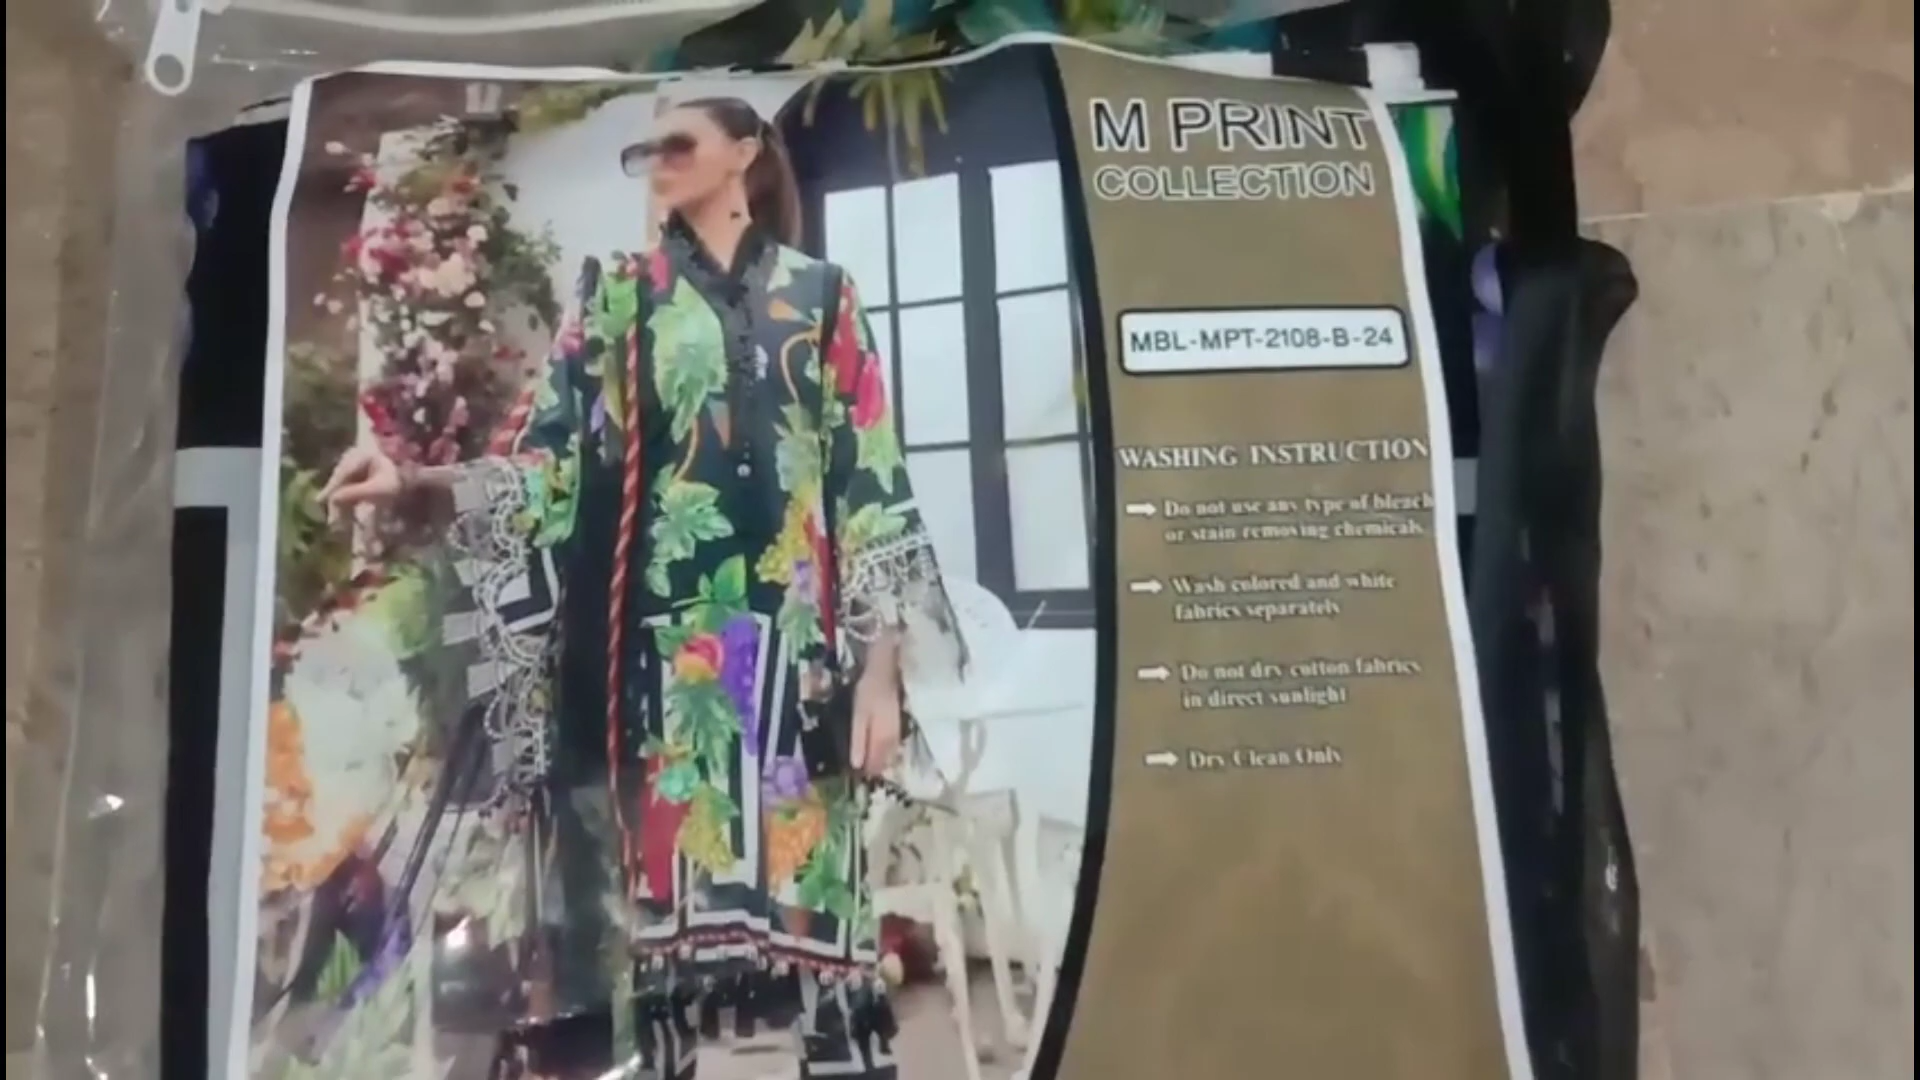 M PRINT
COLLECTION
MBL-MPT-2108-B-24
WASHING INSTRUCTION
Do not use any type of bleach
or stain removing chemicals.
Wash colored and white
fabrics separately
Do not dry cotton fabrics
in direct sunlight
Dry Clean Only